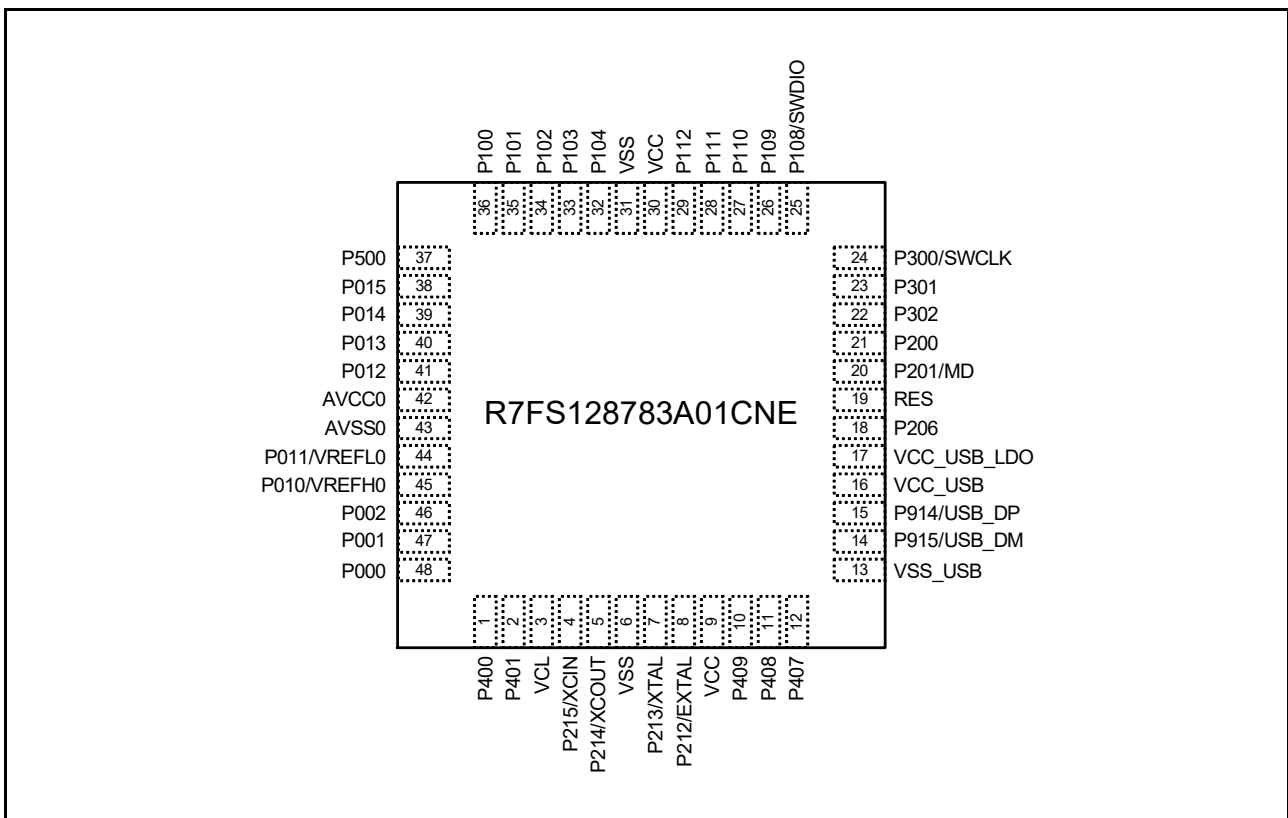 P100
P101
P102
P103
P104
VSS
VCC
P112
P111
P110
P109
P108/SWDIO
36
35
34
33
32
31
30
29
28
27
26
25
P500 37
P015 38
P014 39
P013 40
P012 41
AVCC0 42
AVSS0 43
P011/VREFL0 44
P010/VREFH0 45
P002 46
P001 47
P000 48
R7FS128783A01CNE
24 P300/SWCLK
23 P301
22 P302
21 P200
20 P201/MD
19 RES
18 P206
17 VCC_USB_LDO
16 VCC_USB
15 P914/USB_DP
14 P915/USB_DM
13 VSS_USB
1
2
3
4
5
6
7
8
9
10
11
12
P400
P401
VCL
P215/XCIN
P214/XCOUT
VSS
P213/XTAL
P212/EXTAL
VCC
P409
P408
P407